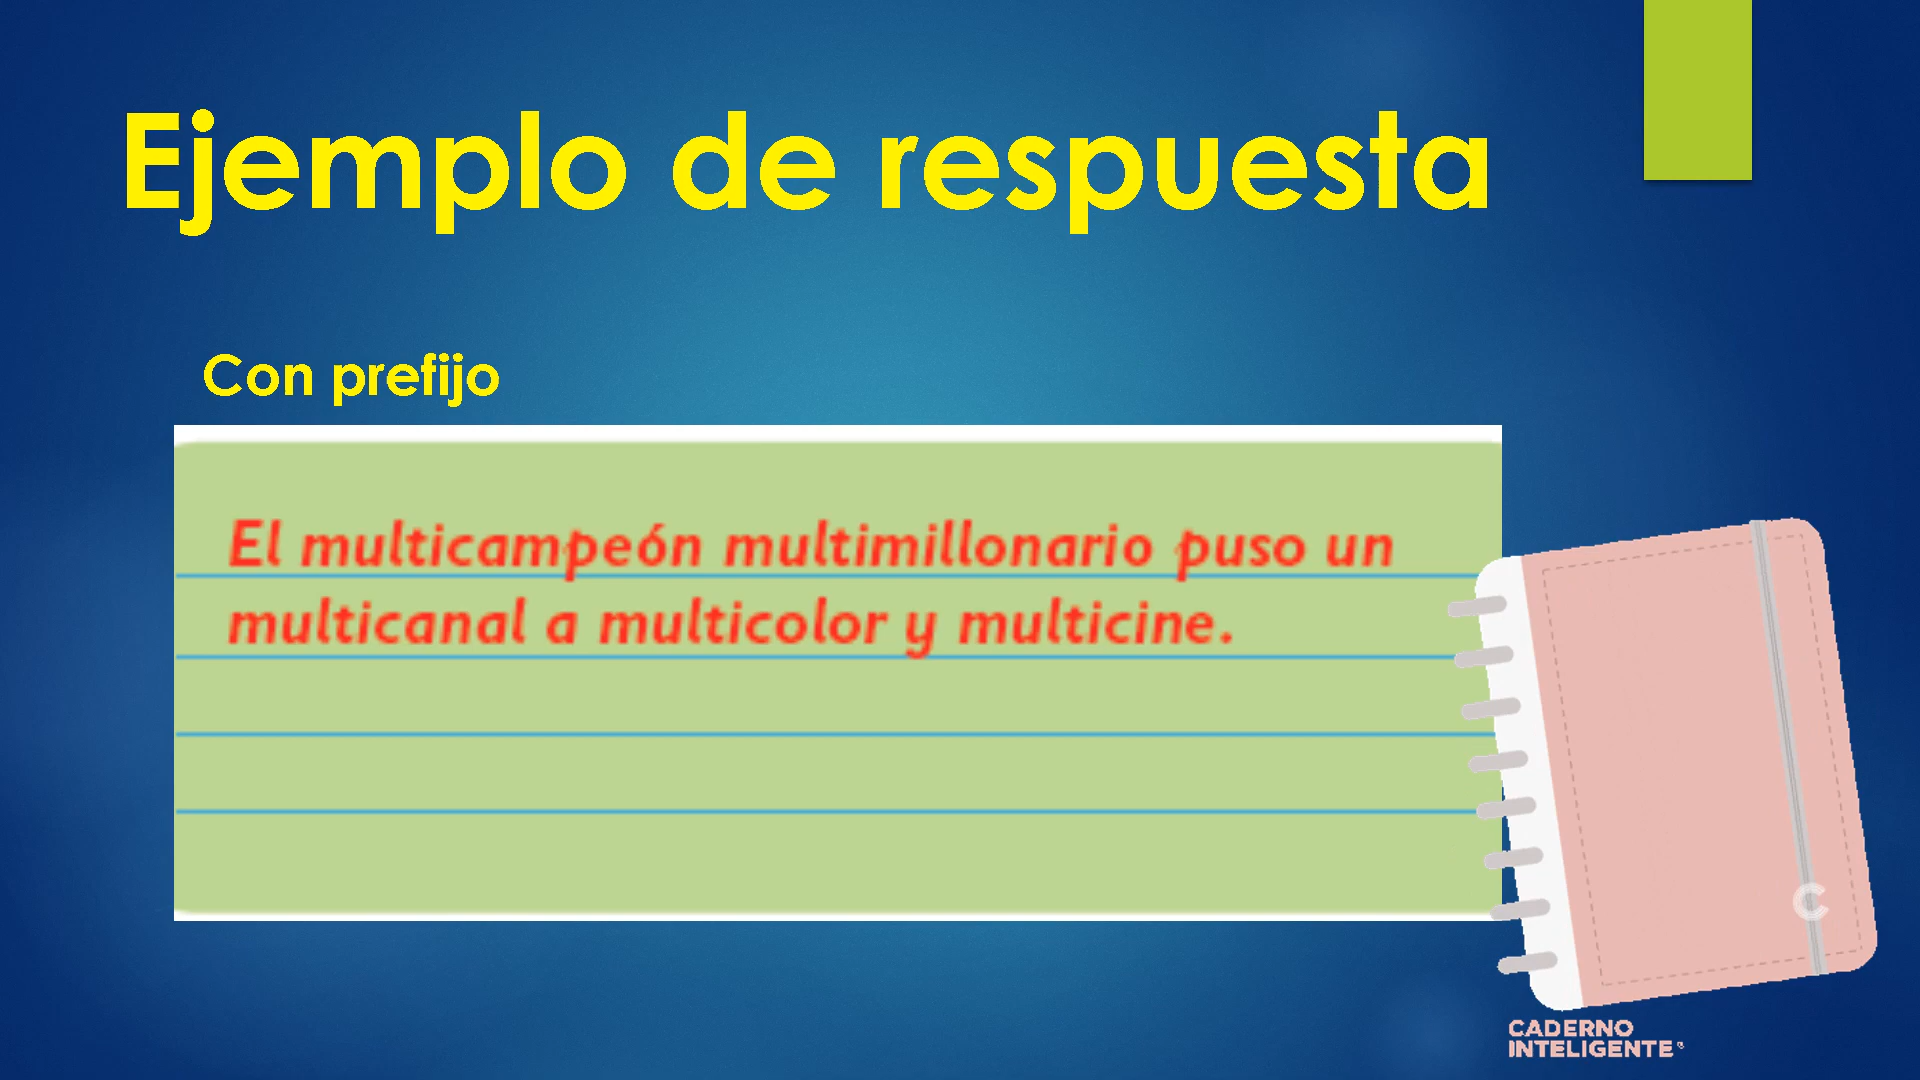 Ejemplo de respuesta
Con prefijo
El multicampeón multimillonario puso un
multicanal a multicolor y multicine.
C
CADERNO
INTELIGENTE